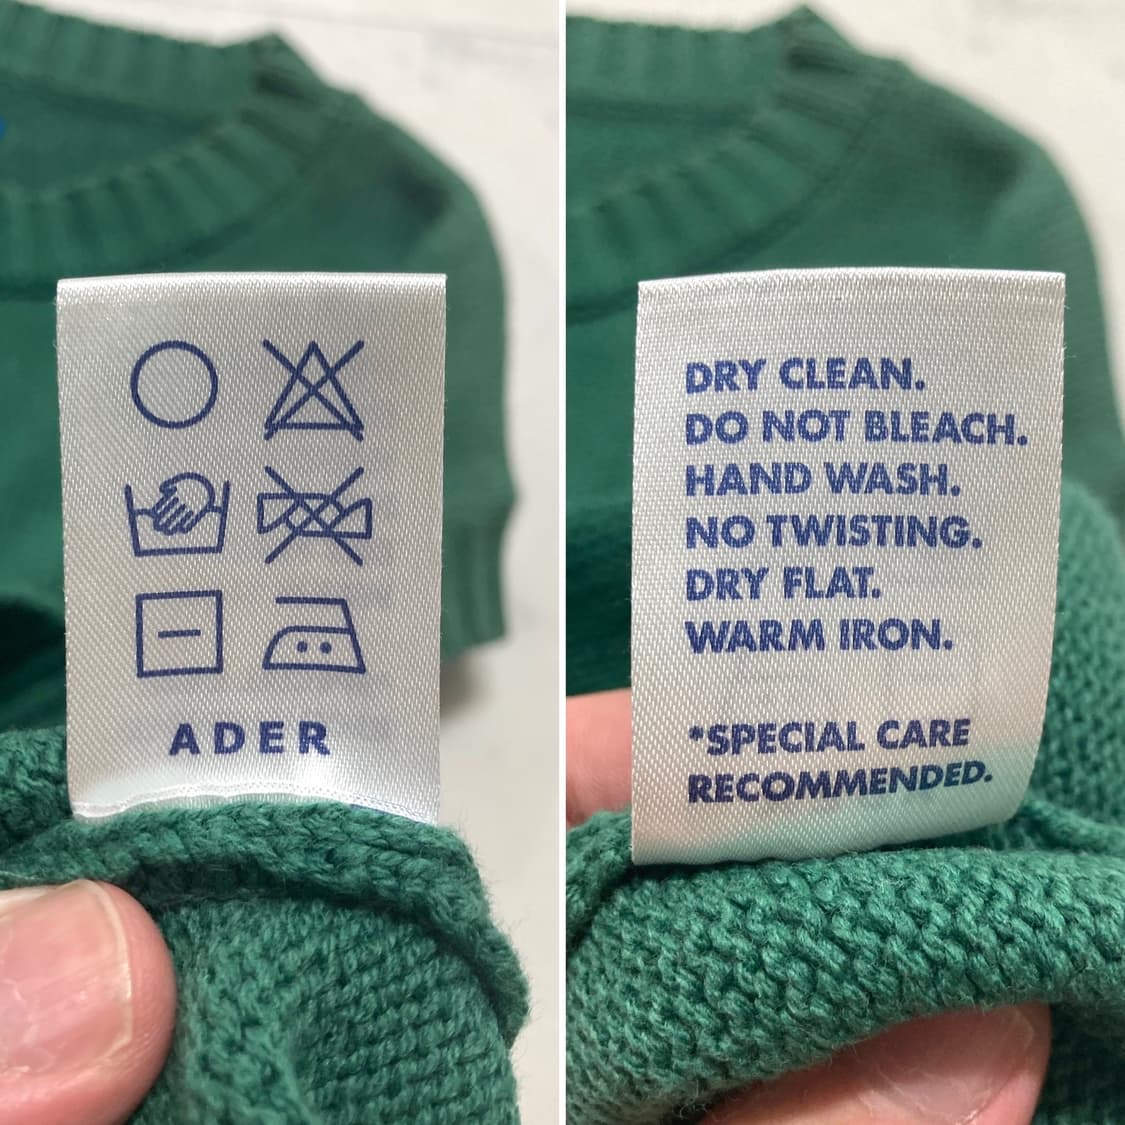 ADER
DRY CLEAN.
DO NOT BLEACH.
HAND WASH.
NO TWISTING.
DRY FLAT.
WARM IRON.
*SPECIAL CARE
RECOMMENDED.